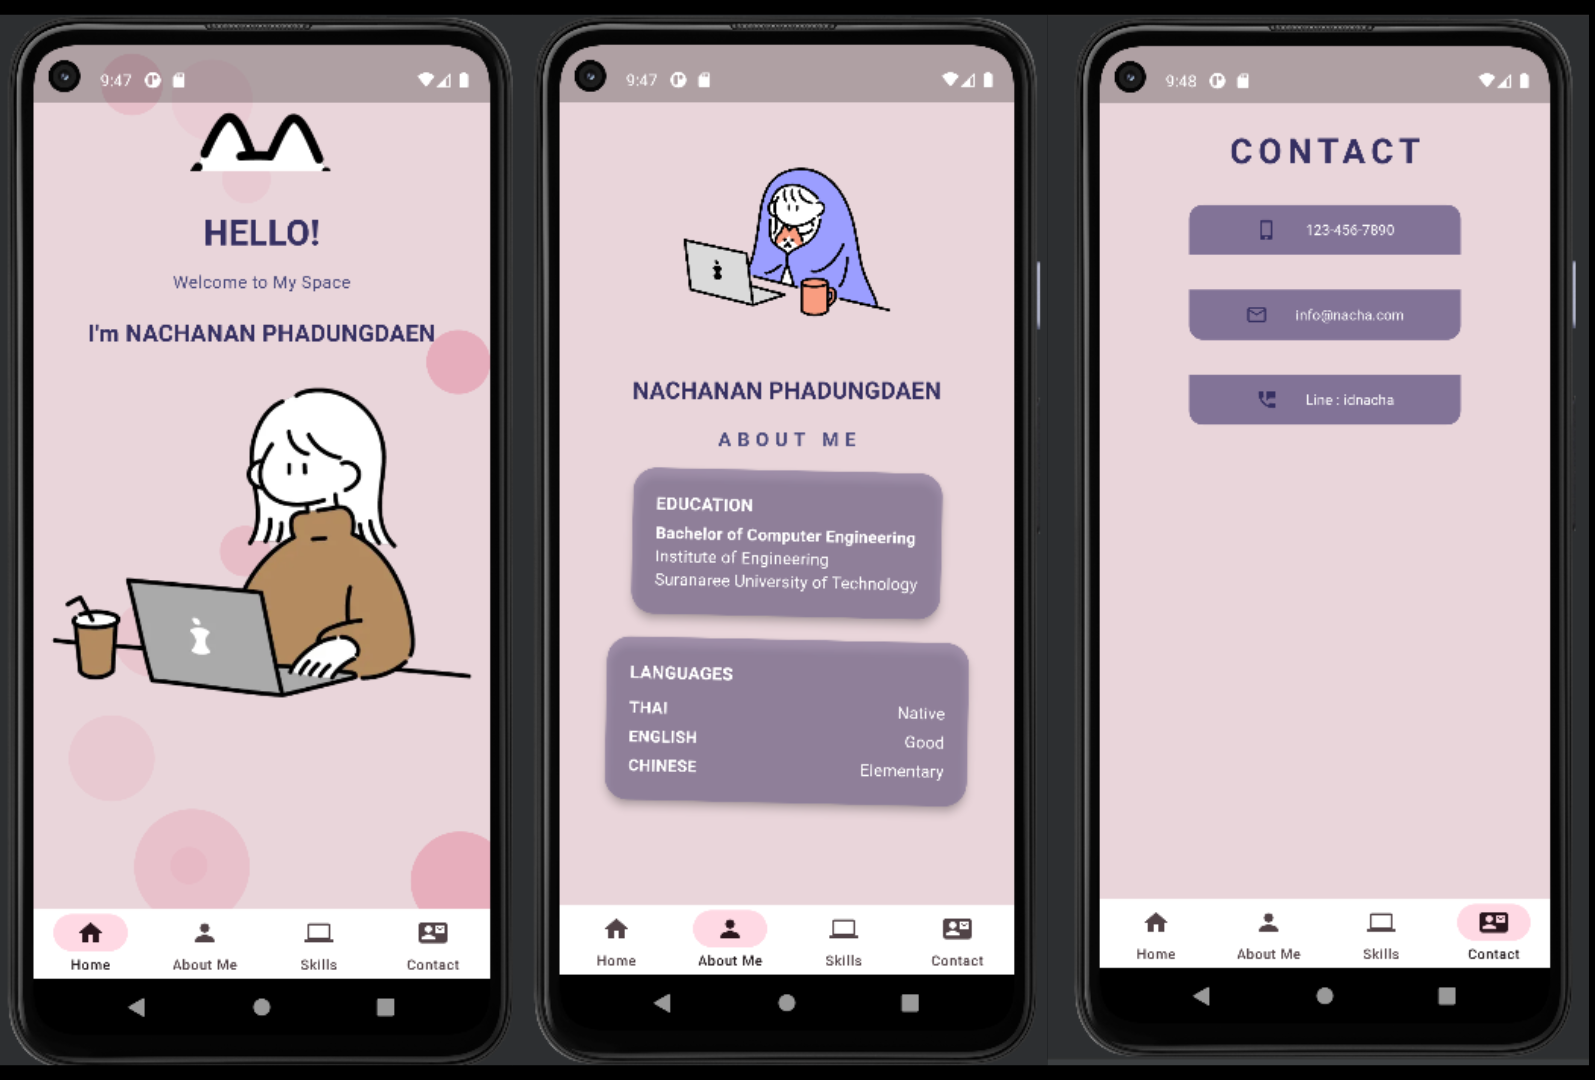 9:47
HELLO!
Welcome to My Space
I'm NACHANAN PHADUNGDAEN
Home
About Me
Skills
Contact
9:47
NACHANAN PHADUNGDAEN
ABOUT ME
EDUCATION
Bachelor of Computer Engineering
Institute of Engineering
Suranaree University of Technology
LANGUAGES
THAI Native
ENGLISH Good
CHINESE Elementary
Home
About Me
Skills
Contact
9:48
CONTACT
123-456-7890
info@nacha.com
Line : idnacha
Home
About Me
Skills
Contact